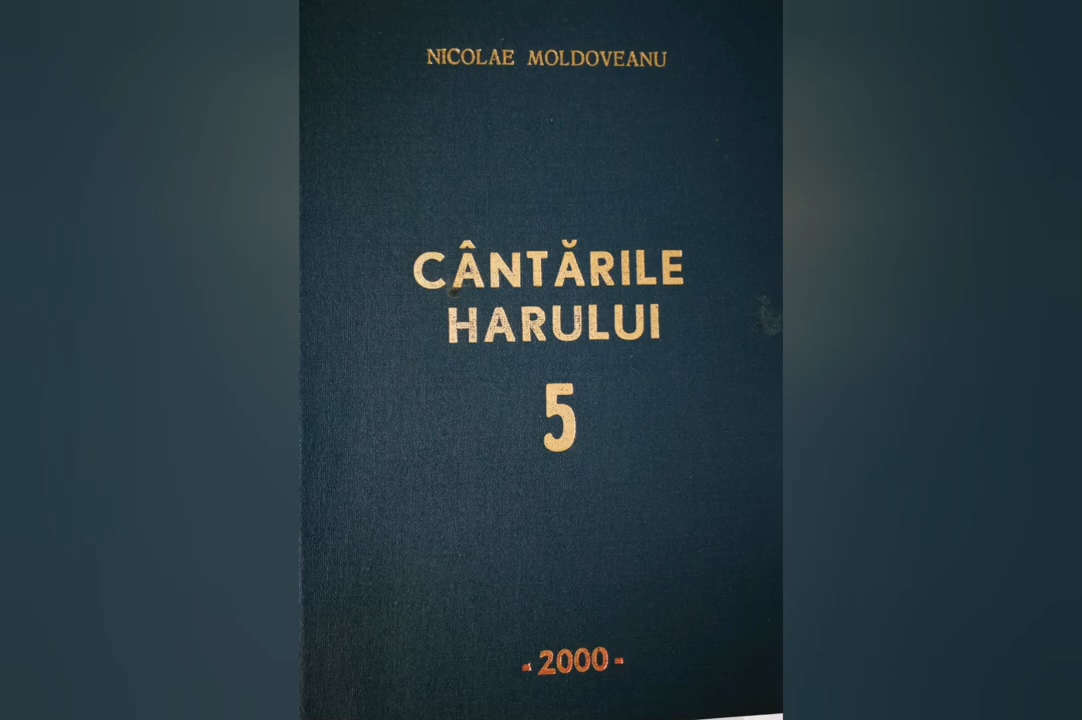 NICOLAE MOLDOVEANU
CÂNTĂRILE
HARULUI
5
- 2000 -